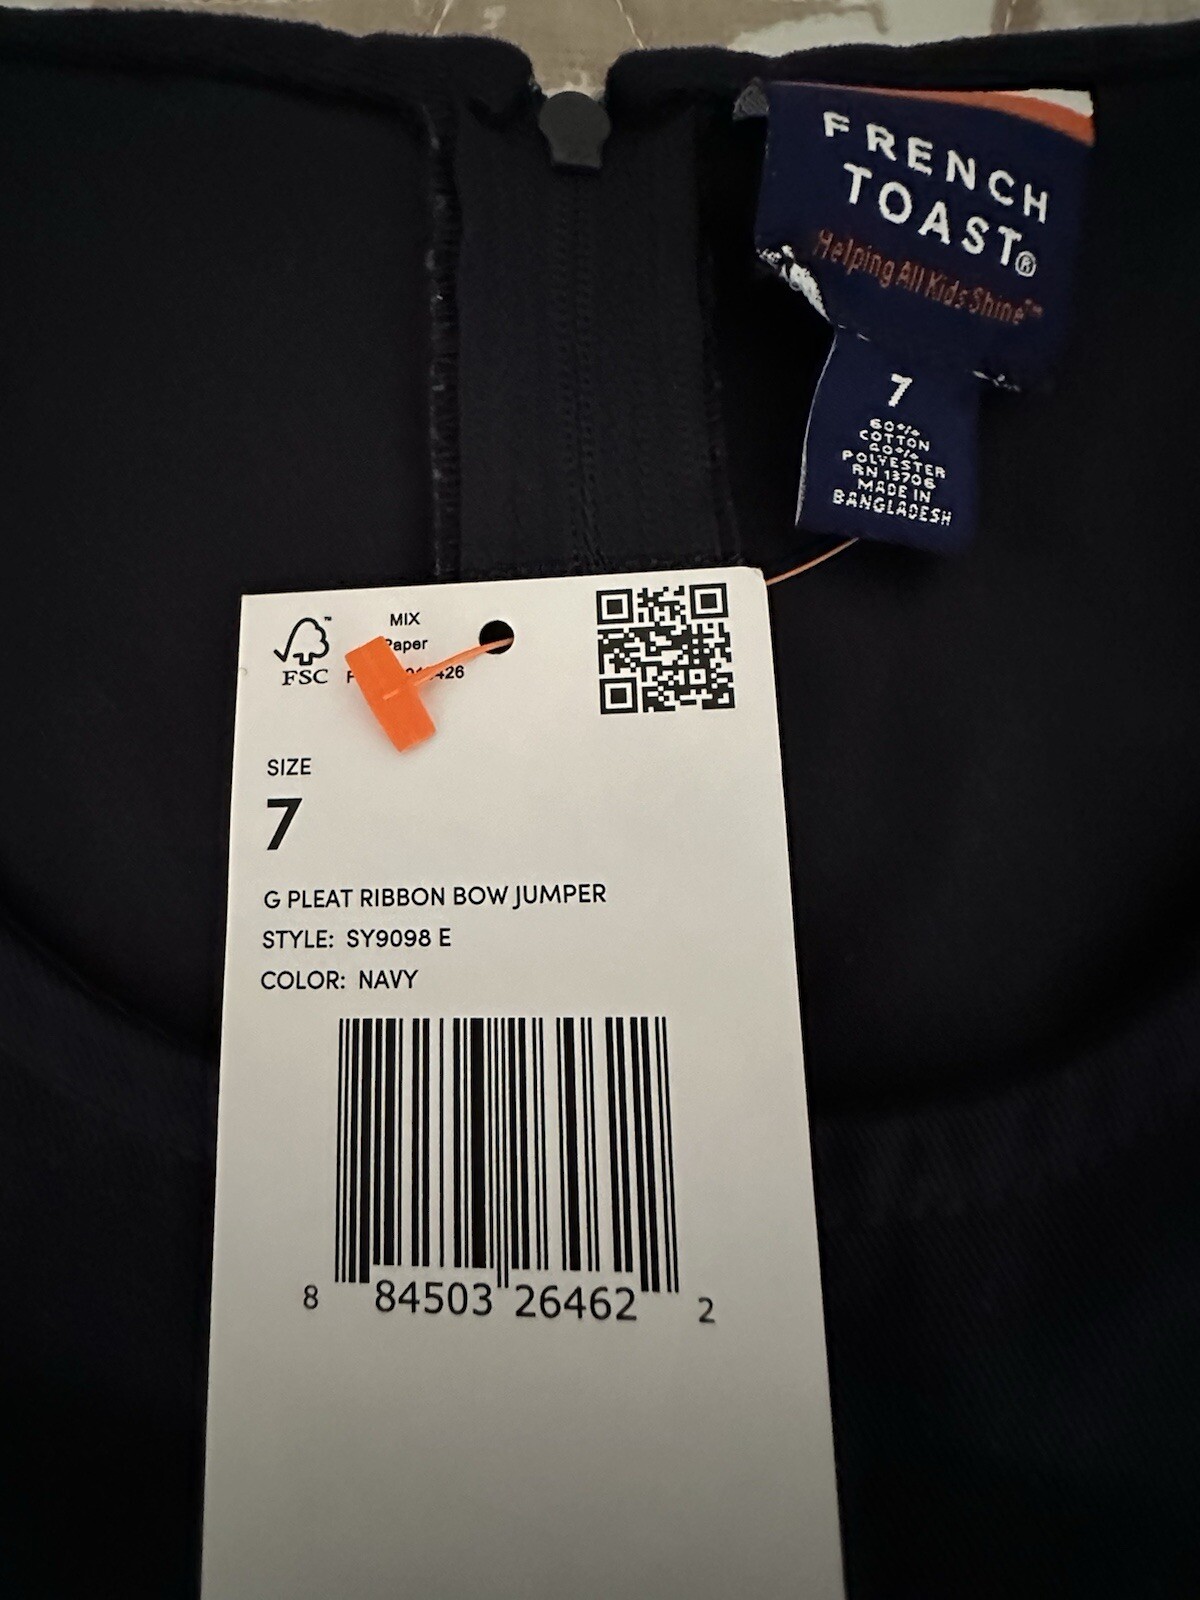 FRENCH
TOAST®
Helping All Kids Shine™
7
60%
COTTON
40%
POLYESTER
RN 13706
MADE IN
BANGLADESH
MIX
Paper
FSC
SIZE
7
G PLEAT RIBBON BOW JUMPER
STYLE: SY9098 E
COLOR: NAVY
8 84503 26462 2